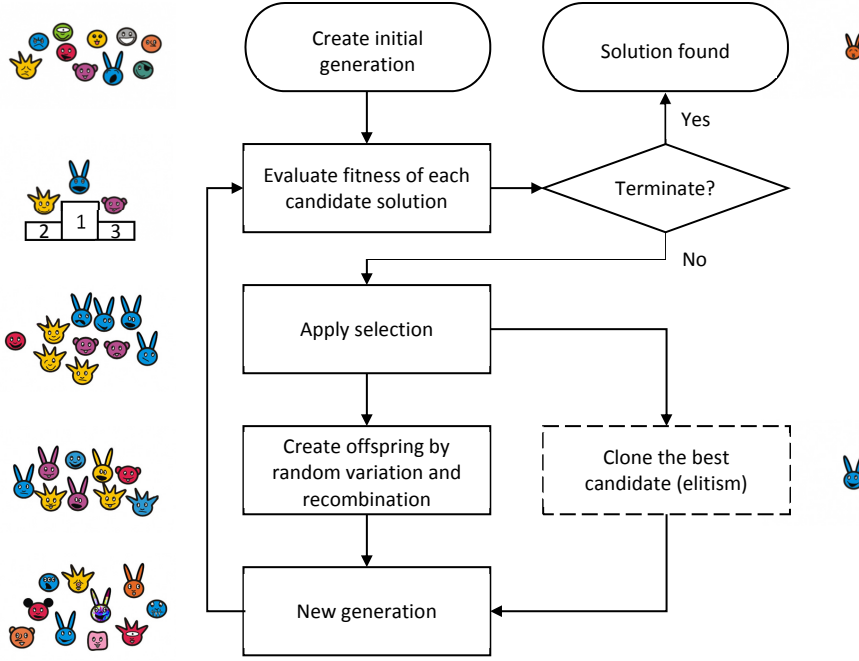 Create initial
generation
Solution found
Yes
Evaluate fitness of each
candidate solution
Terminate?
1
2
3
No
Apply selection
Create offspring by
random variation and
recombination
Clone the best
candidate (elitism)
New generation